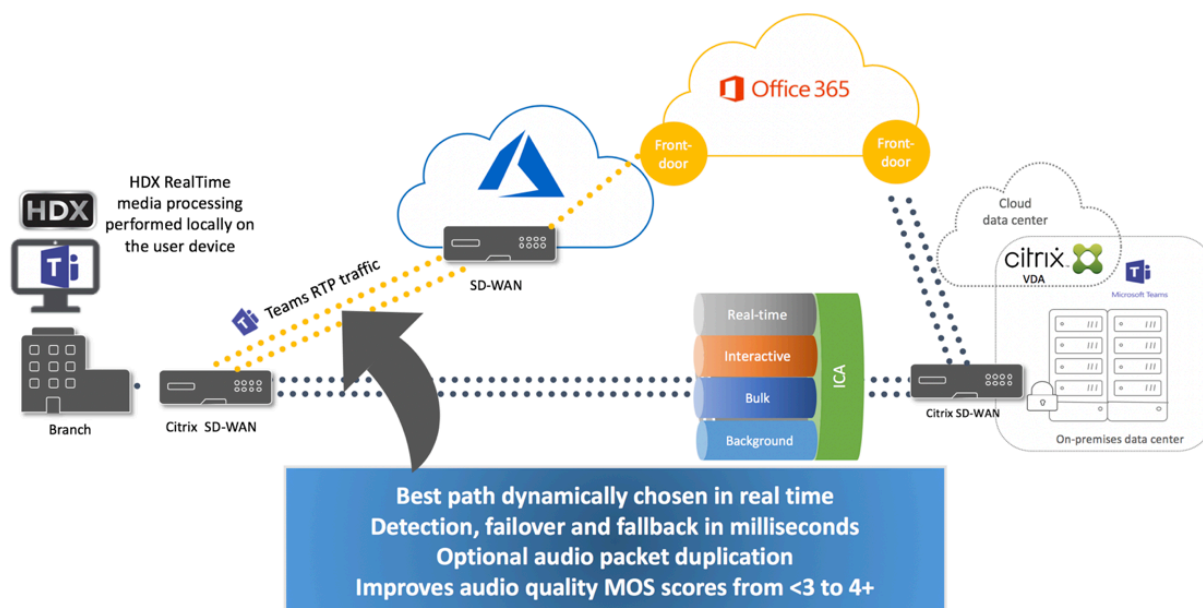 Office 365
Front-
door
Front-
door
HDX
HDX RealTime
media processing
performed locally on
the user device
T
SD-WAN
Cloud
data center
citrix
VDA
T
Microsoft Teams
T
Teams RTP traffic
Real-time
Interactive
Bulk
Background
ICA
Branch
Citrix SD-WAN
Citrix SD-WAN
On-premises data center
Best path dynamically chosen in real time
Detection, failover and fallback in milliseconds
Optional audio packet duplication
Improves audio quality MOS scores from <3 to 4+